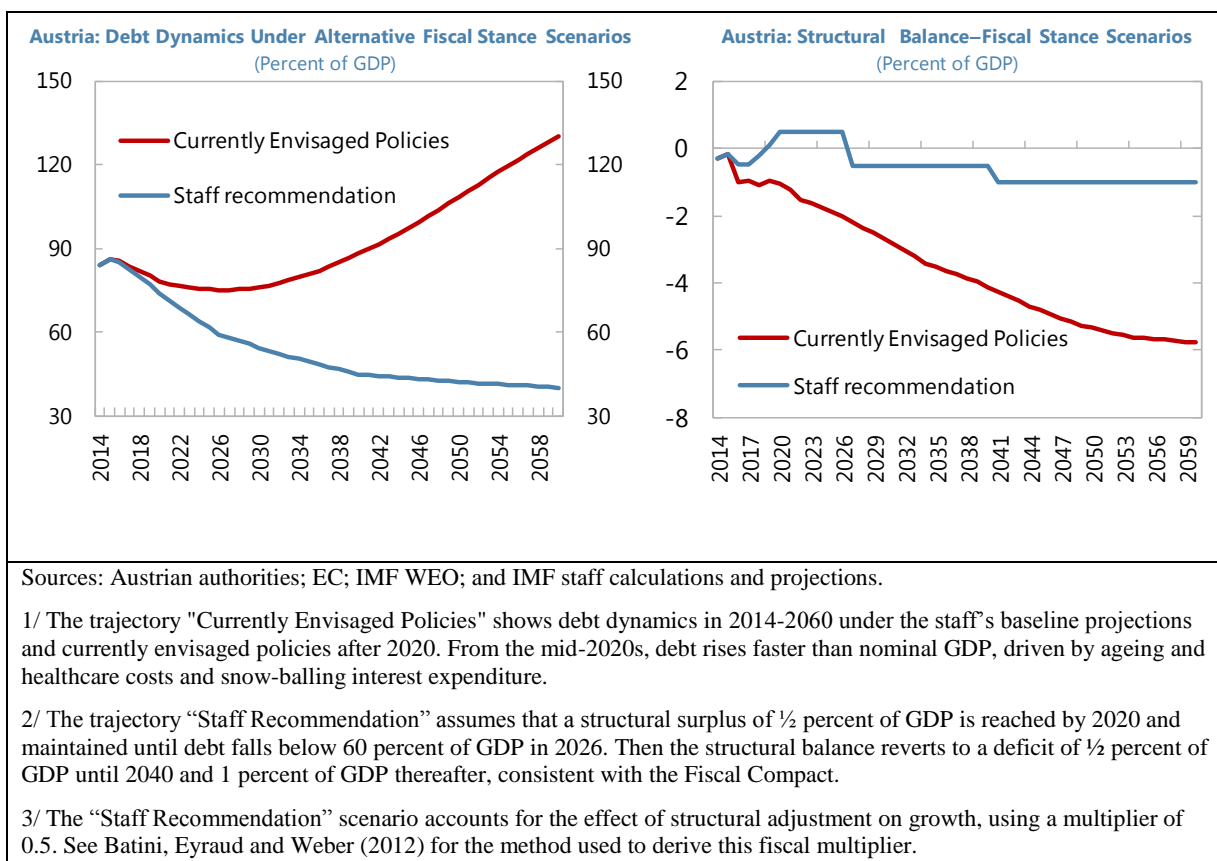 Austria: Debt Dynamics Under Alternative Fiscal Stance Scenarios
(Percent of GDP)
150 150
120 120
90 90
60 60
30 30
Currently Envisaged Policies
Staff recommendation
2014 2018 2022 2026 2030 2034 2038 2042 2046 2050 2054 2058
Austria: Structural Balance–Fiscal Stance Scenarios
(Percent of GDP)
2
0
-2
-4
-6
-8
Currently Envisaged Policies
Staff recommendation
2014 2017 2020 2023 2026 2029 2032 2035 2038 2041 2044 2047 2050 2053 2056 2059
Sources: Austrian authorities; EC; IMF WEO; and IMF staff calculations and projections.
1/ The trajectory "Currently Envisaged Policies" shows debt dynamics in 2014-2060 under the staff’s baseline projections
and currently envisaged policies after 2020. From the mid-2020s, debt rises faster than nominal GDP, driven by ageing and
healthcare costs and snow-balling interest expenditure.
2/ The trajectory “Staff Recommendation” assumes that a structural surplus of ½ percent of GDP is reached by 2020 and
maintained until debt falls below 60 percent of GDP in 2026. Then the structural balance reverts to a deficit of ½ percent of
GDP until 2040 and 1 percent of GDP thereafter, consistent with the Fiscal Compact.
3/ The “Staff Recommendation” scenario accounts for the effect of structural adjustment on growth, using a multiplier of
0.5. See Batini, Eyraud and Weber (2012) for the method used to derive this fiscal multiplier.